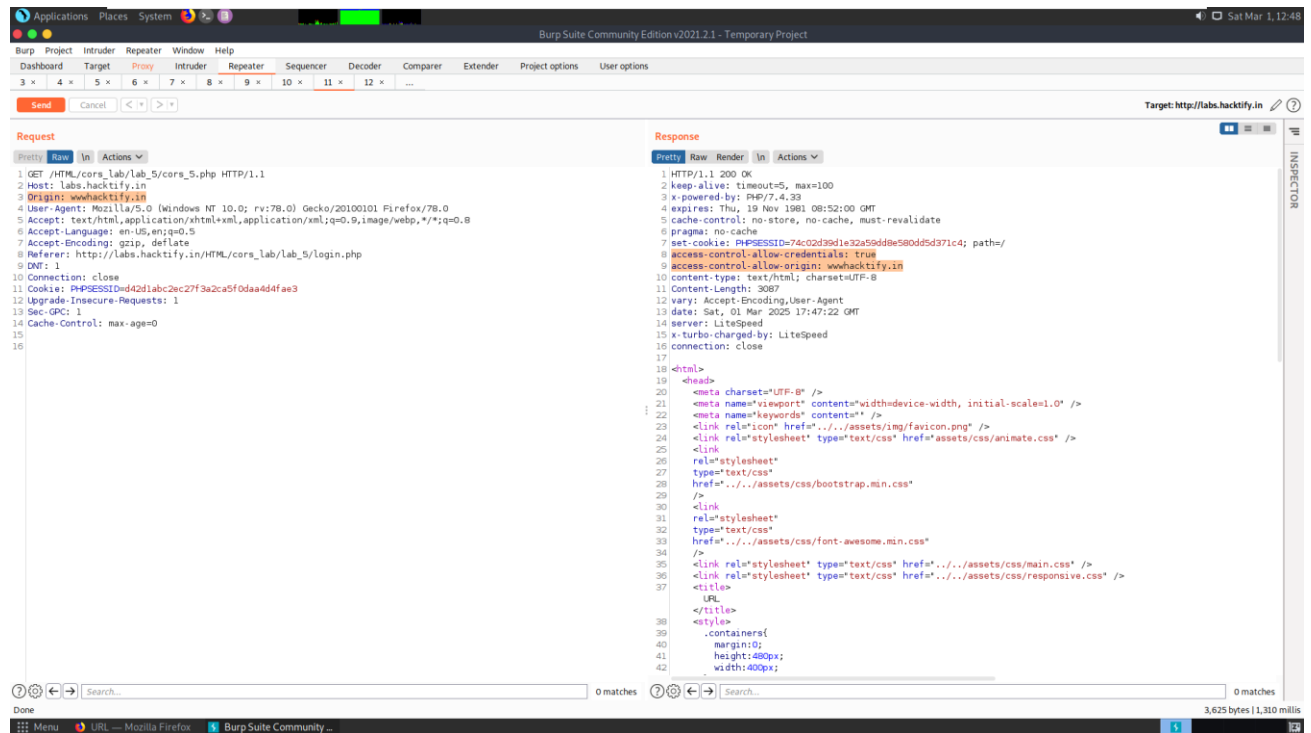 Applications Places System Sat Mar 1, 12:48
Burp Suite Community Edition v2021.2.1 - Temporary Project
Burp Project Intruder Repeater Window Help
Dashboard Target Proxy Intruder Repeater Sequencer Decoder Comparer Extender Project options User options
3 × 4 × 5 × 6 × 7 × 8 × 9 × 10 × 11 × 12 × ...
Send Cancel < > Target: http://labs.hacktify.in
Request
Pretty Raw \n Actions
1 GET /HTML/cors_lab/lab_5/cors_5.php HTTP/1.1
2 Host: labs.hacktify.in
3 Origin: wwwhacktify.in
4 User-Agent: Mozilla/5.0 (Windows NT 10.0; rv:78.0) Gecko/20100101 Firefox/78.0
5 Accept: text/html,application/xhtml+xml,application/xml;q=0.9,image/webp,*/*;q=0.8
6 Accept-Language: en-US,en;q=0.5
7 Accept-Encoding: gzip, deflate
8 Referer: http://labs.hacktify.in/HTML/cors_lab/lab_5/login.php
9 DNT: 1
10 Connection: close
11 Cookie: PHPSESSID=d42d1abc2ec27f3a2ca5f0daa4d4fae3
12 Upgrade-Insecure-Requests: 1
13 Sec-GPC: 1
14 Cache-Control: max-age=0
15
16
Search... 0 matches
Response
Pretty Raw Render \n Actions
1 HTTP/1.1 200 OK
2 keep-alive: timeout=5, max=100
3 x-powered-by: PHP/7.4.33
4 expires: Thu, 19 Nov 1981 08:52:00 GMT
5 cache-control: no-store, no-cache, must-revalidate
6 pragma: no-cache
7 set-cookie: PHPSESSID=74c02d39d1e32a59dd8e580dd5d371c4; path=/
8 access-control-allow-credentials: true
9 access-control-allow-origin: wwwhacktify.in
10 content-type: text/html; charset=UTF-8
11 Content-Length: 3087
12 vary: Accept-Encoding,User-Agent
13 date: Sat, 01 Mar 2025 17:47:22 GMT
14 server: LiteSpeed
15 x-turbo-charged-by: LiteSpeed
16 connection: close
17
18 <html>
19 <head>
20 <meta charset="UTF-8" />
21 <meta name="viewport" content="width=device-width, initial-scale=1.0" />
22 <meta name="keywords" content="" />
23 <link rel="icon" href="../../assets/img/favicon.png" />
24 <link rel="stylesheet" type="text/css" href="assets/css/animate.css" />
25 <link
26 rel="stylesheet"
27 type="text/css"
28 href="../../assets/css/bootstrap.min.css"
29 />
30 <link
31 rel="stylesheet"
32 type="text/css"
33 href="../../assets/css/font-awesome.min.css"
34 />
35 <link rel="stylesheet" type="text/css" href="../../assets/css/main.css" />
36 <link rel="stylesheet" type="text/css" href="../../assets/css/responsive.css" />
37 <title>
URL
</title>
38 <style>
39 .containers{
40 margin:0;
41 height:480px;
42 width:400px;
Search... 0 matches
INSPECTOR
Done 3,625 bytes | 1,310 millis
Menu URL — Mozilla Firefox Burp Suite Community ...